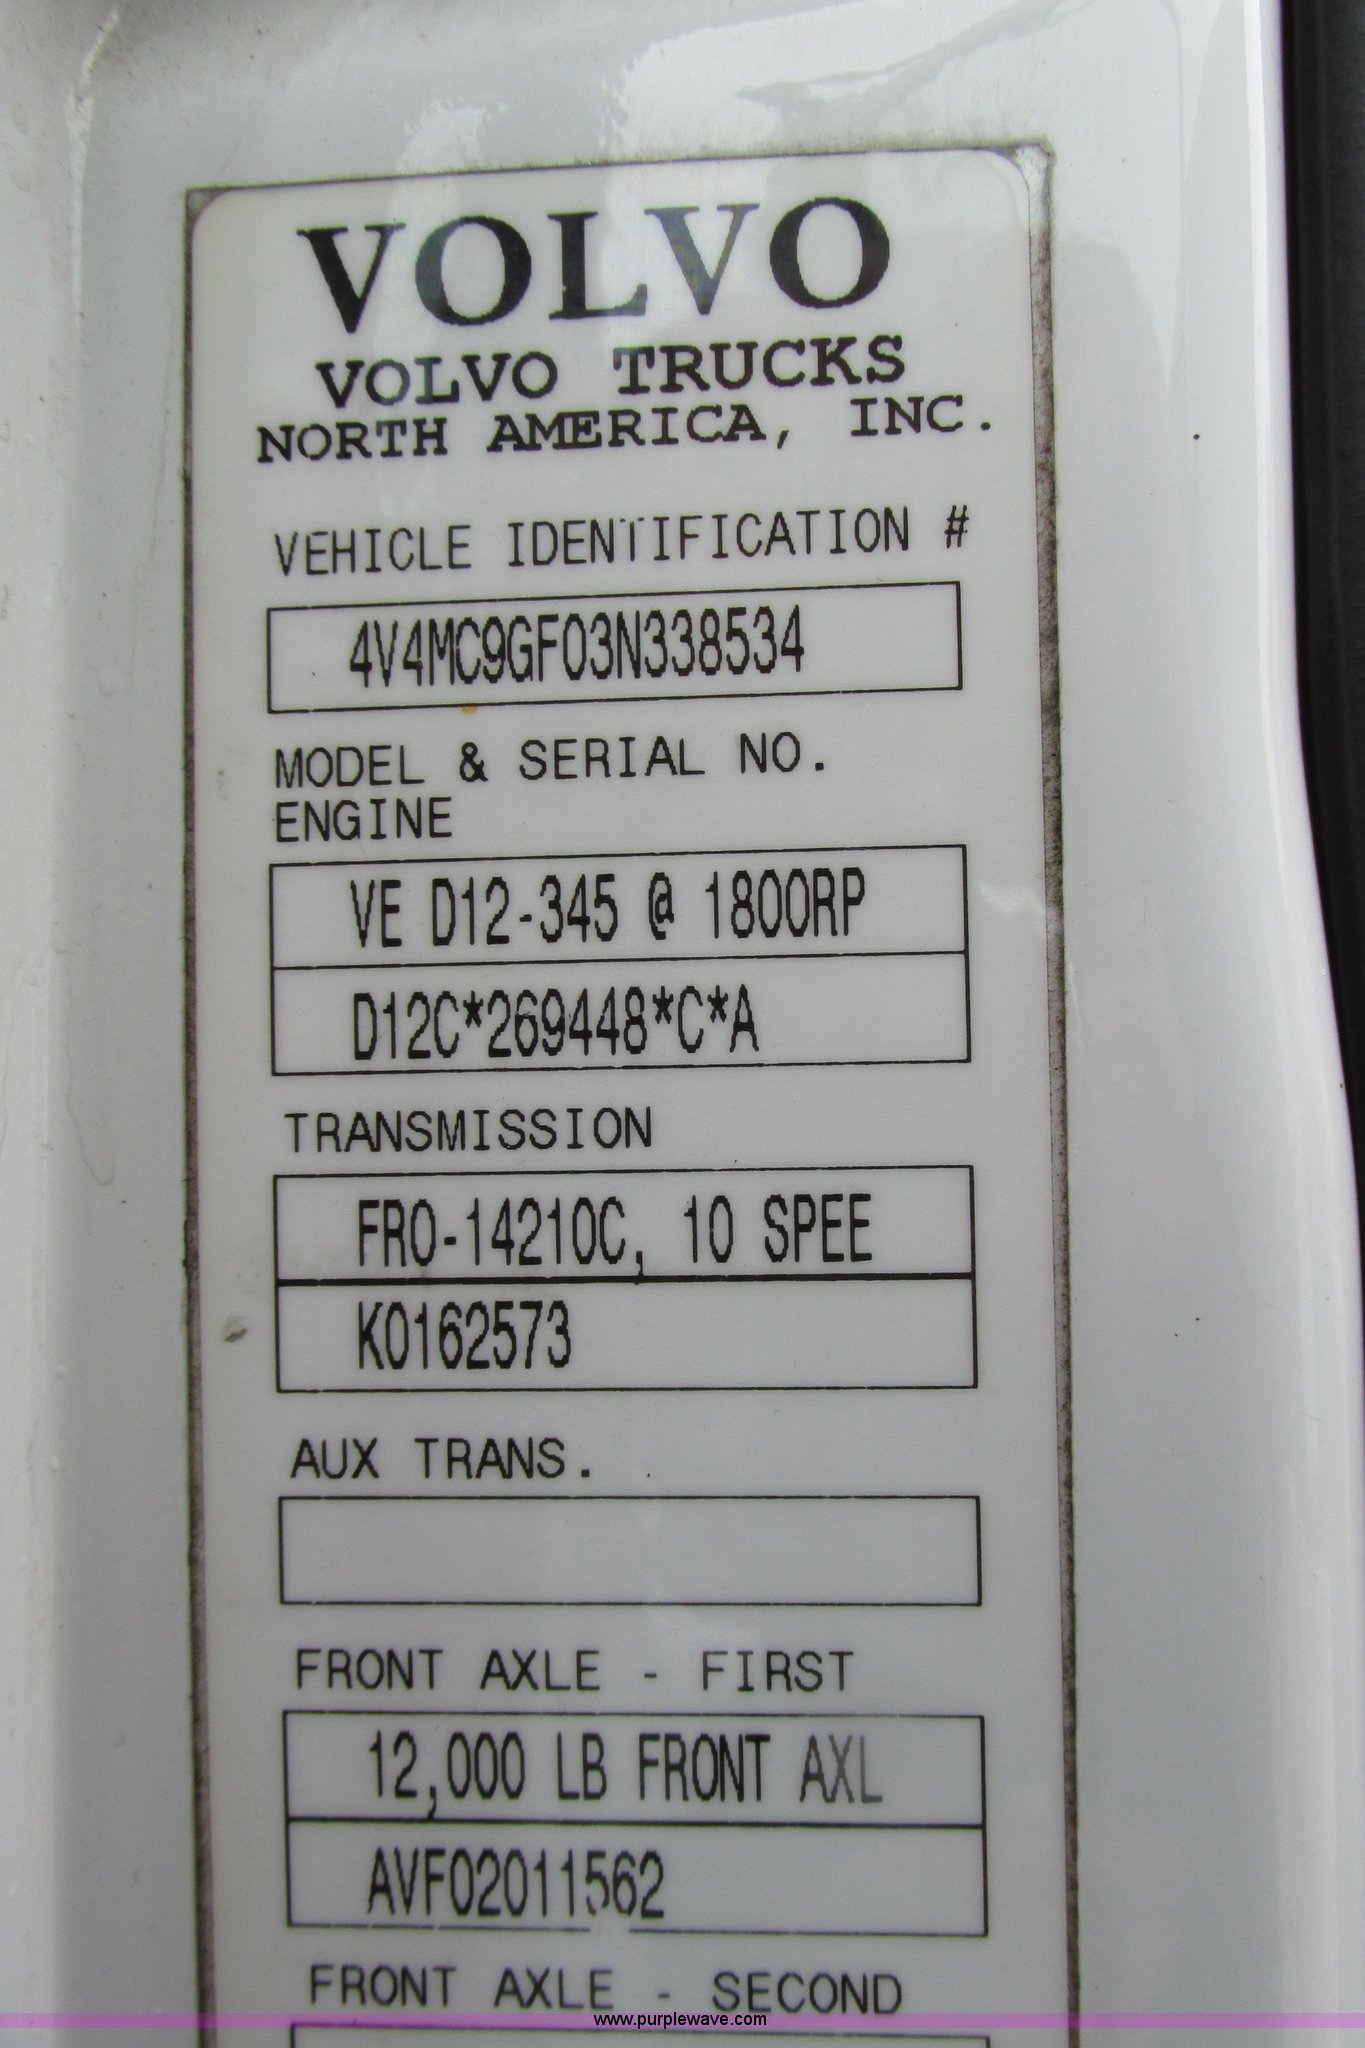 VOLVO
VOLVO TRUCKS
NORTH AMERICA, INC.
VEHICLE IDENTIFICATION #
4V4MC9GF03N338534
MODEL & SERIAL NO.
ENGINE
VE D12-345 @ 1800RP
D12C*269448*C*A
TRANSMISSION
FRO-14210C, 10 SPEE
K0162573
AUX TRANS.
FRONT AXLE - FIRST
12,000 LB FRONT AXL
AVF02011562
FRONT AXLE - SECOND
www.purplewave.com